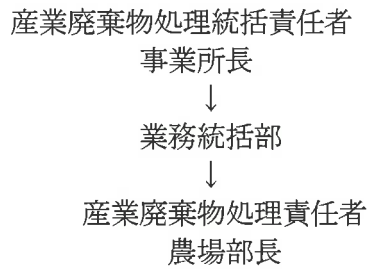 産業廃棄物処理統括責任者
事業所長
↓
業務統括部
↓
産業廃棄物処理責任者
農場部長